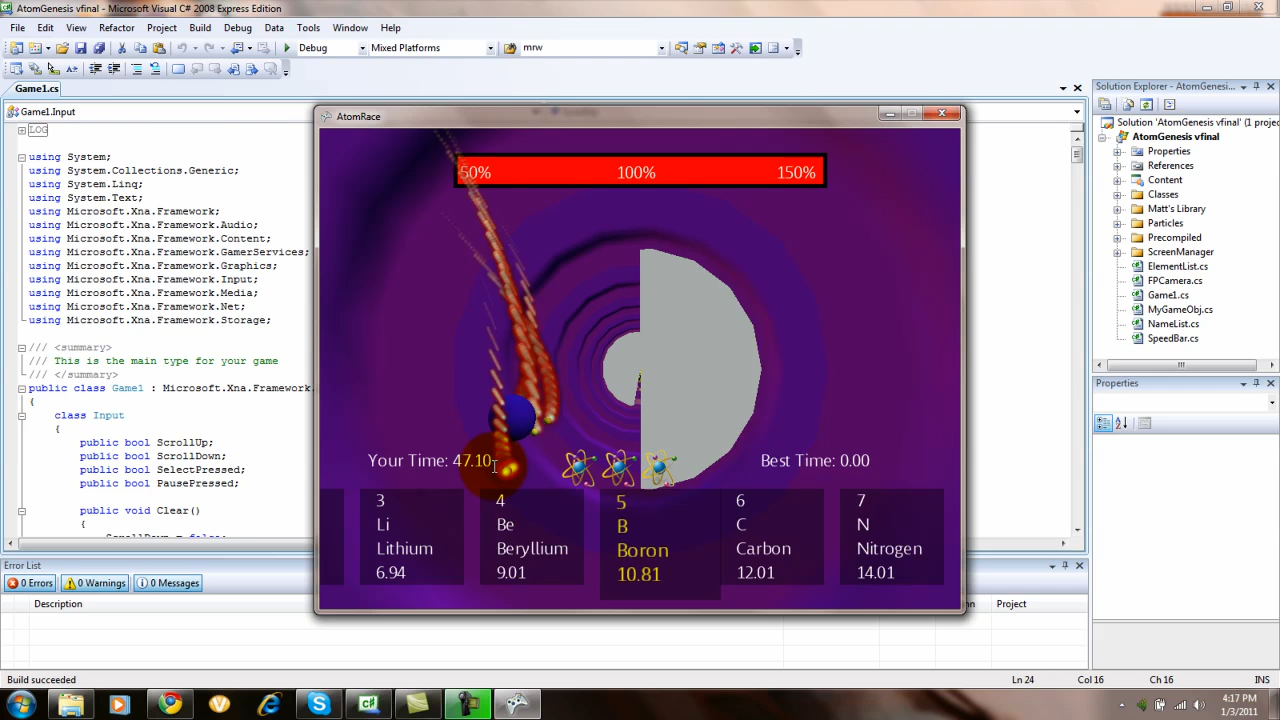 AtomGenesis vfinal - Microsoft Visual C# 2008 Express Edition
File Edit View Refactor Project Build Debug Data Tools Window Help
Debug Mixed Platforms mrw
Game1.cs
Game1.Input
LOG
using System;
using System.Collections.Generic;
using System.Linq;
using System.Text;
using Microsoft.Xna.Framework;
using Microsoft.Xna.Framework.Audio;
using Microsoft.Xna.Framework.Content;
using Microsoft.Xna.Framework.GamerServices;
using Microsoft.Xna.Framework.Graphics;
using Microsoft.Xna.Framework.Input;
using Microsoft.Xna.Framework.Media;
using Microsoft.Xna.Framework.Net;
using Microsoft.Xna.Framework.Storage;
/// <summary>
/// This is the main type for your game
/// </summary>
public class Game1 : Microsoft.Xna.Framework.
{
class Input
{
public bool ScrollUp;
public bool ScrollDown;
public bool SelectPressed;
public bool PausePressed;
public void Clear()
{
AtomRace
50% 100% 150%
Your Time: 47.10
Best Time: 0.00
3
Li
Lithium
6.94
4
Be
Beryllium
9.01
5
B
Boron
10.81
6
C
Carbon
12.01
7
N
Nitrogen
14.01
Solution Explorer - AtomGenesi...
Solution 'AtomGenesis vfinal' (1 projec
AtomGenesis vfinal
Properties
References
Content
Classes
Matt's Library
Particles
Precompiled
ScreenManager
ElementList.cs
FPCamera.cs
Game1.cs
MyGameObj.cs
NameList.cs
SpeedBar.cs
Properties
Error List
0 Errors 0 Warnings 0 Messages
Description Project
Build succeeded Ln 24 Col 16 Ch 16 INS
4:17 PM
1/3/2011